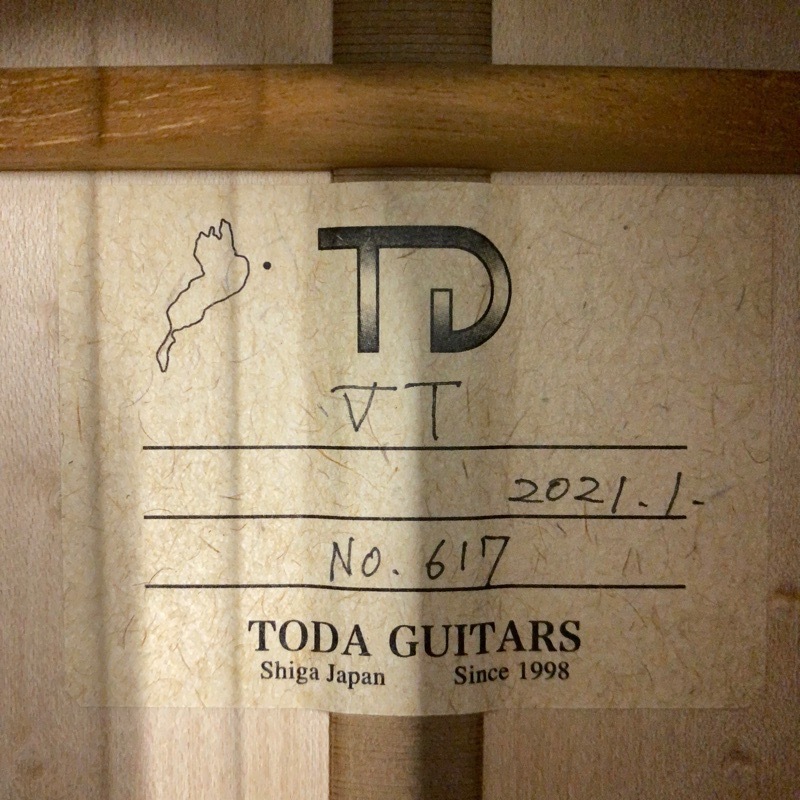 TD
VT
2021.1.
No. 617
TODA GUITARS
Shiga Japan Since 1998